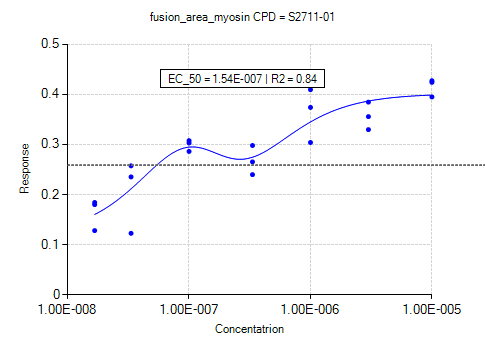 fusion_area_myosin CPD = S2711-01
0.5
EC_50 = 1.54E-007 | R2 = 0.84
0.4
0.3
Response
0.2
0.1
0
1.00E-008 1.00E-007 1.00E-006 1.00E-005
Concentatrion